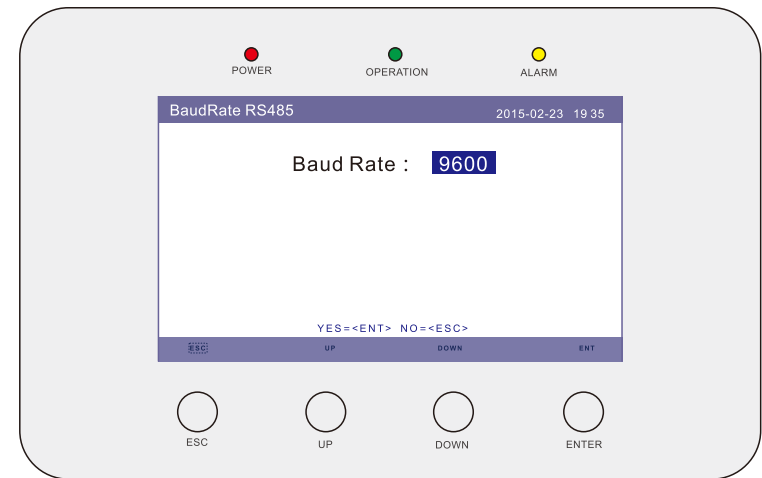 POWER OPERATION ALARM
BaudRate RS485 2015-02-23 19 35
Baud Rate : 9600
YES=<ENT> NO=<ESC>
ESC UP DOWN ENT
ESC UP DOWN ENTER